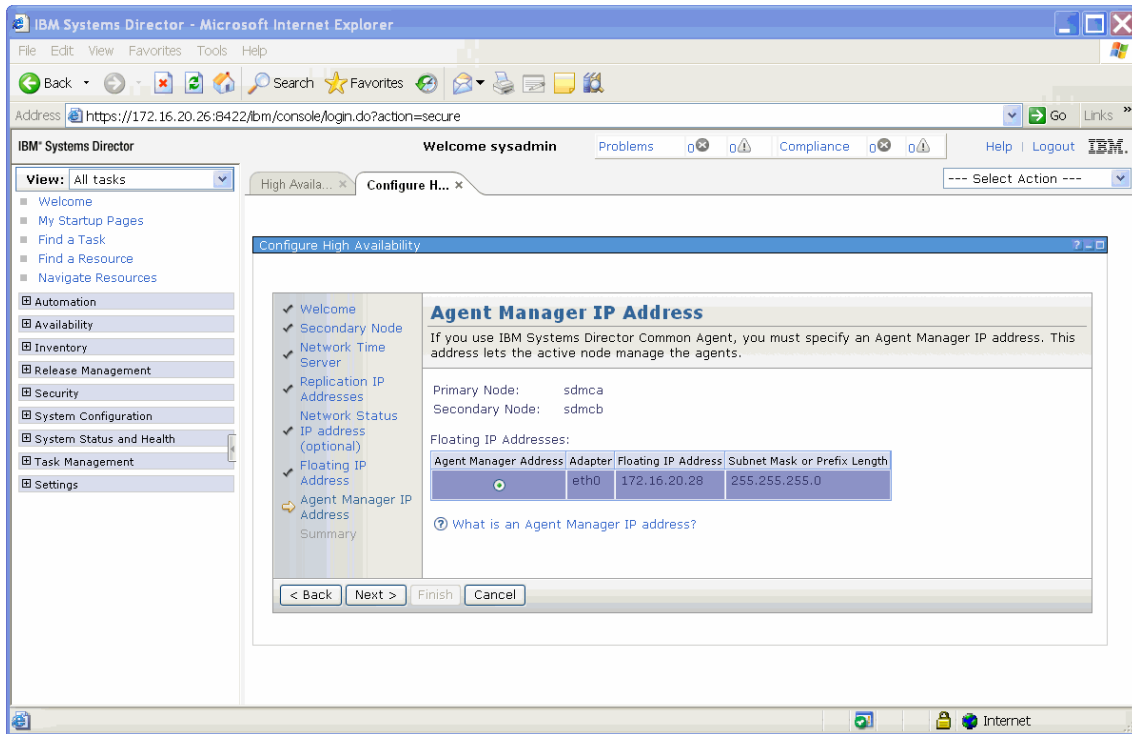 IBM Systems Director - Microsoft Internet Explorer
File Edit View Favorites Tools Help
Back Search Favorites
Address https://172.16.20.26:8422/ibm/console/login.do?action=secure Go Links »
IBM® Systems Director Welcome sysadmin Problems 0 0 Compliance 0 0 Help | Logout IBM.
View: All tasks
High Availa... × Configure H... × --- Select Action ---
Welcome
My Startup Pages
Find a Task
Find a Resource
Navigate Resources
Automation
Availability
Inventory
Release Management
Security
System Configuration
System Status and Health
Task Management
Settings
Configure High Availability
Welcome
Secondary Node
Network Time
Server
Replication IP
Addresses
Network Status
IP address
(optional)
Floating IP
Address
Agent Manager IP
Address
Summary
Agent Manager IP Address
If you use IBM Systems Director Common Agent, you must specify an Agent Manager IP address. This
address lets the active node manage the agents.
Primary Node: sdmca
Secondary Node: sdmcb
Floating IP Addresses:
Agent Manager Address Adapter Floating IP Address Subnet Mask or Prefix Length
eth0 172.16.20.28 255.255.255.0
? What is an Agent Manager IP address?
< Back Next > Finish Cancel
Internet